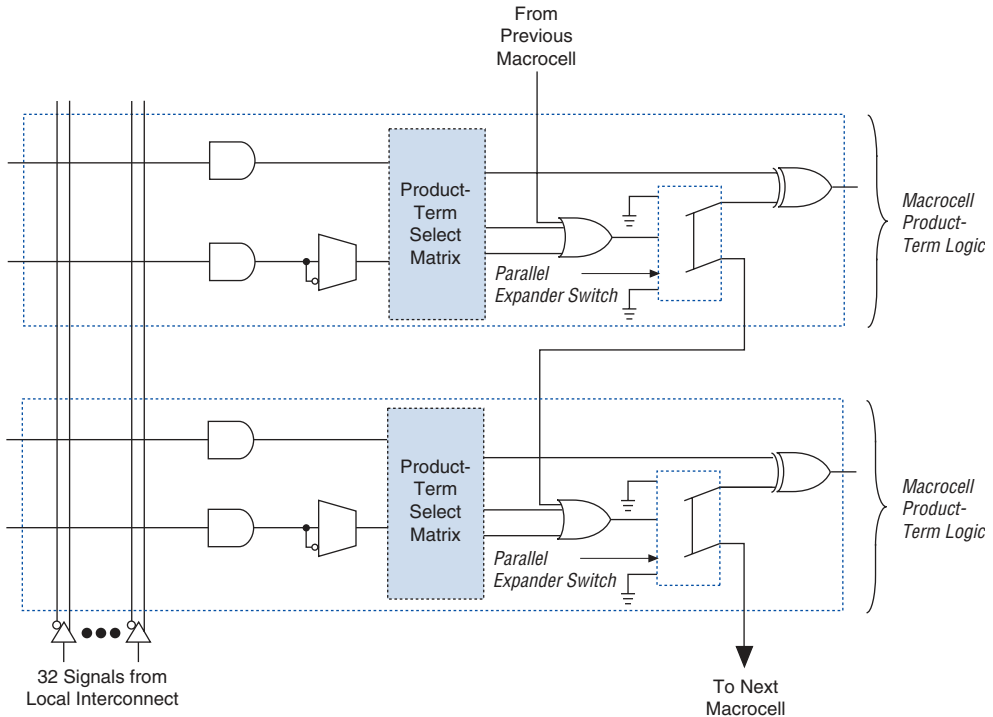 From
Previous
Macrocell
Product-
Term
Select
Matrix
Parallel
Expander Switch
Macrocell
Product-
Term Logic
Product-
Term
Select
Matrix
Parallel
Expander Switch
Macrocell
Product-
Term Logic
32 Signals from
Local Interconnect
To Next
Macrocell